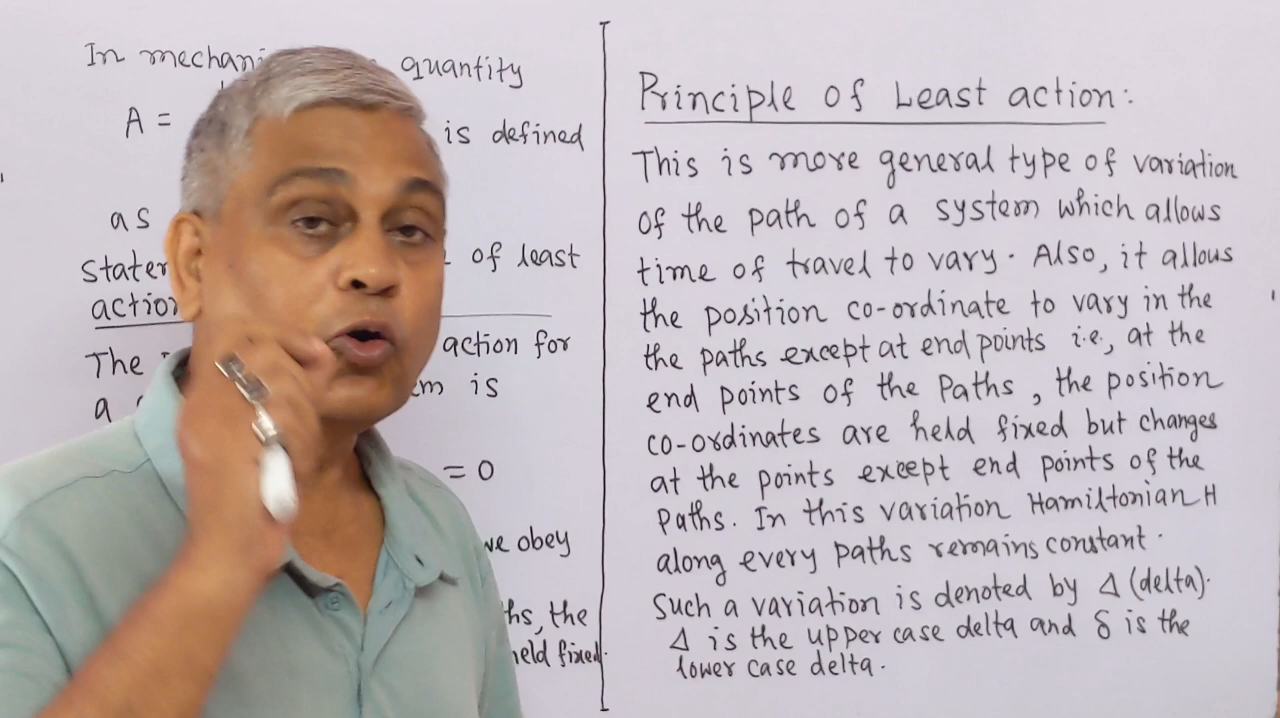 In quantity
A = is defined
as
of least
action
The action for
a is
= 0
we obey
the
held fixed.
Principle of Least action:
This is more general type of variation
of the path of a system which allows
time of travel to vary. Also, it allows
the position co-ordinate to vary in the
the paths except at end points i.e., at the
end points of the Paths, the position
co-ordinates are held fixed but changes
at the points except end points of the
Paths. In this variation Hamiltonian H
along every paths remains constant.
Such a variation is denoted by Δ (delta).
Δ is the upper case delta and δ is the
lower case delta.